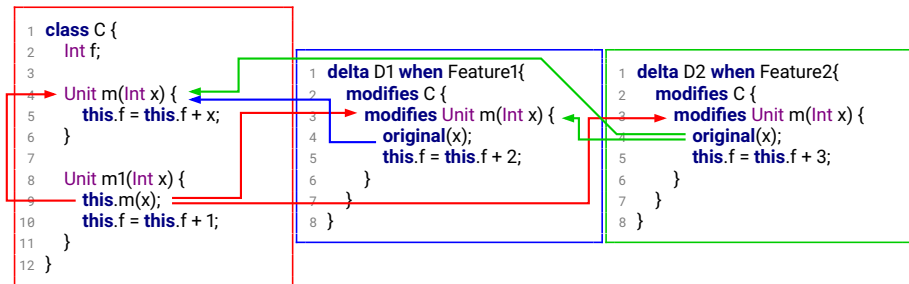 1 class C {
2 Int f;
3
4 Unit m(Int x) {
5 this.f = this.f + x;
6 }
7
8 Unit m1(Int x) {
9 this.m(x);
10 this.f = this.f + 1;
11 }
12 }
1 delta D1 when Feature1{
2 modifies C {
3 modifies Unit m(Int x) {
4 original(x);
5 this.f = this.f + 2;
6 }
7 }
8 }
1 delta D2 when Feature2{
2 modifies C {
3 modifies Unit m(Int x) {
4 original(x);
5 this.f = this.f + 3;
6 }
7 }
8 }